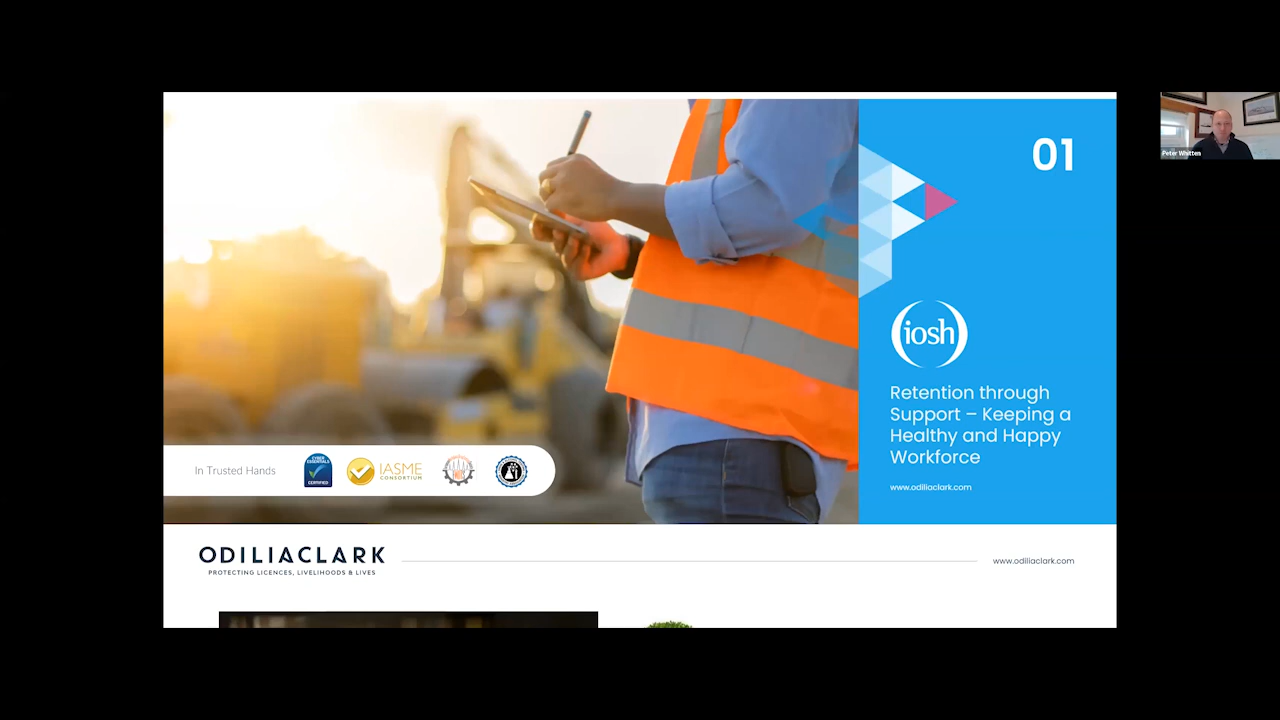 01
iosh
Retention through
Support – Keeping a
Healthy and Happy
Workforce
www.odiliaclark.com
In Trusted Hands
CYBER
ESSENTIALS
CERTIFIED
IASME
CONSORTIUM
ODILIACLARK
PROTECTING LICENCES, LIVELIHOODS & LIVES
www.odiliaclark.com
Peter Whitten